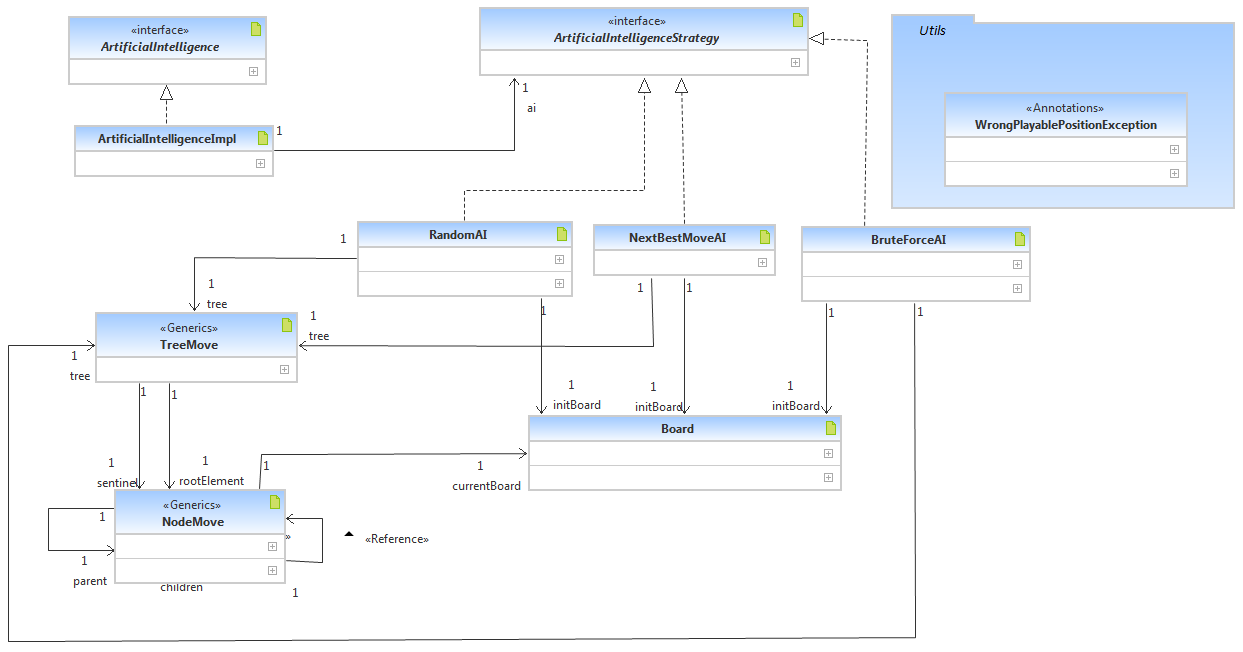 «interface»
ArtificialIntelligence
«interface»
ArtificialIntelligenceStrategy
Utils
«Annotations»
WrongPlayablePositionException
1
ai
ArtificialIntelligenceImpl
1
RandomAI
NextBestMoveAI
BruteForceAI
1
1
tree
1
1
1
tree
1
1
1
«Generics»
TreeMove
1
tree
1
initBoard
1
initBoard
1
initBoard
1
1
Board
1
sentinel
1
rootElement
1
1
currentBoard
«Generics»
NodeMove
1
1
parent
children
»
1
«Reference»